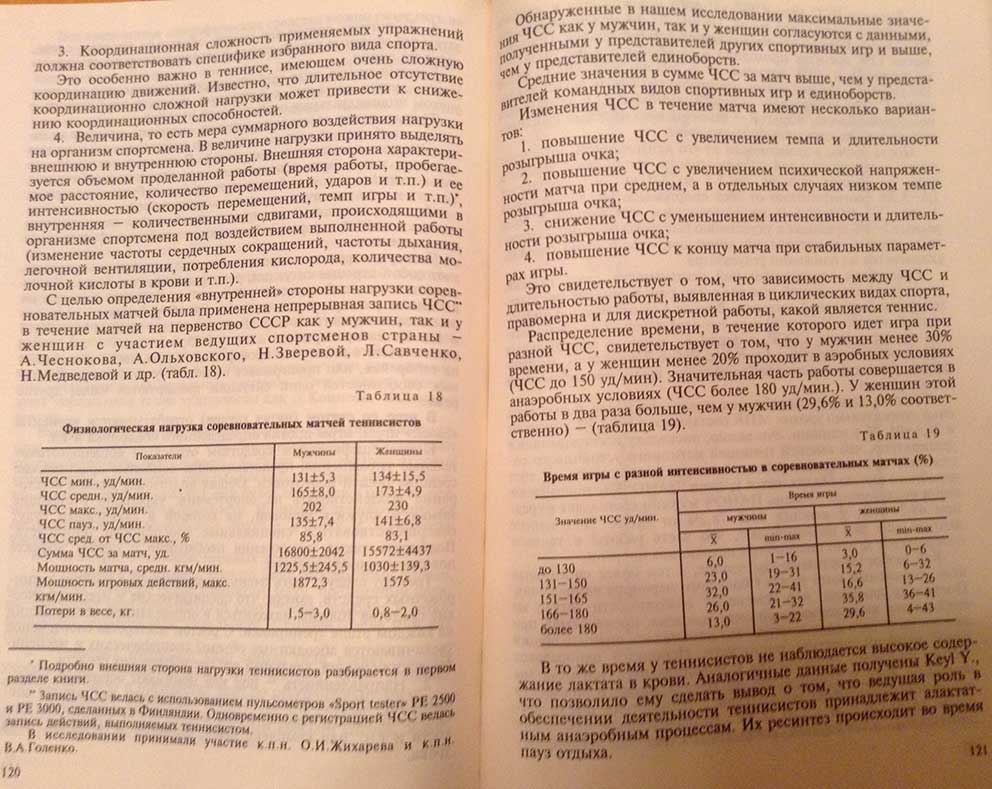 3. Координационная сложность применяемых упражнений
должна соответствовать специфике избранного вида спорта.
Это особенно важно в теннисе, имеющем очень сложную
координацию движений. Известно, что длительное отсутствие
координационно сложной нагрузки может привести к сниже-
нию координационных способностей.
4. Величина, то есть мера суммарного воздействия нагрузки
на организм спортсмена. В величине нагрузки принято выделять
внешнюю и внутреннюю стороны. Внешняя сторона характери-
зуется объемом проделанной работы (время работы, пробегае-
мое расстояние, количество перемещений, ударов и т.п.) и ее
интенсивностью (скорость перемещений, темп игры и т.п.)*,
внутренняя — количественными сдвигами, происходящими в
организме спортсмена под воздействием выполненной работы
(изменение частоты сердечных сокращений, частоты дыхания,
легочной вентиляции, потребления кислорода, количества мо-
лочной кислоты в крови и т.п.).
С целью определения «внутренней» стороны нагрузки сорев-
новательных матчей была применена непрерывная запись ЧСС**
в течение матчей на первенство СССР как у мужчин, так и у
женщин с участием ведущих спортсменов страны —
А.Чеснокова, А.Ольховского, Н.Зверевой, Л.Савченко,
Н.Медведевой и др. (табл. 18).
Таблица 18
Физиологическая нагрузка соревновательных матчей теннисистов
Показатели Мужчины Женщины
ЧСС мин., уд/мин. 131±5,3 134±15,5
ЧСС средн., уд/мин. 165±8,0 173±4,9
ЧСС макс., уд/мин. 202 230
ЧСС пауз., уд/мин. 135±7,4 141±6,8
ЧСС сред. от ЧСС макс., % 85,8 83,1
Сумма ЧСС за матч, уд. 16800±2042 15572±4437
Мощность матча, средн. кгм/мин. 1225,5±245,5 1030±139,3
Мощность игровых действий, макс. 1872,3 1575
кгм/мин.
Потери в весе, кг. 1,5—3,0 0,8—2,0
* Подробно внешняя сторона нагрузки теннисистов разбирается в первом
разделе книги.
** Запись ЧСС велась с использованием пульсометров «Sport tester» PE 2500
и PE 3000, сделанных в Финляндии. Одновременно с регистрацией ЧСС велась
запись действий, выполняемых теннисистом.
В исследовании принимали участие к.п.н. О.И.Жихарева и к.п.н.
В.А.Голенко.
120
Обнаруженные в нашем исследовании максимальные значе-
ния ЧСС как у мужчин, так и у женщин согласуются с данными,
полученными у представителей других спортивных игр и выше,
чем у представителей единоборств.
Средние значения в сумме ЧСС за матч выше, чем у предста-
вителей командных видов спортивных игр и единоборств.
Изменения ЧСС в течение матча имеют несколько вариан-
тов:
1. повышение ЧСС с увеличением темпа и длительности
розыгрыша очка;
2. повышение ЧСС с увеличением психической напряжен-
ности матча при среднем, а в отдельных случаях низком темпе
розыгрыша очка;
3. снижение ЧСС с уменьшением интенсивности и длитель-
ности розыгрыша очка;
4. повышение ЧСС к концу матча при стабильных парамет-
рах игры.
Это свидетельствует о том, что зависимость между ЧСС и
длительностью работы, выявленная в циклических видах спорта,
правомерна и для дискретной работы, какой является теннис.
Распределение времени, в течение которого идет игра при
разной ЧСС, свидетельствует о том, что у мужчин менее 30%
времени, а у женщин менее 20% проходит в аэробных условиях
(ЧСС до 150 уд/мин). Значительная часть работы совершается в
анаэробных условиях (ЧСС более 180 уд/мин.). У женщин этой
работы в два раза больше, чем у мужчин (29,6% и 13,0% соответ-
ственно) — (таблица 19).
Таблица 19
Время игры с разной интенсивностью в соревновательных матчах (%)
Значение ЧСС уд/мин. Время игры
мужчины женщины
X̄ min-max X̄ min-max
до 130 6,0 1—16 3,0 0—6
131—150 23,0 19—31 15,2 6—32
151—165 32,0 22—41 16,6 13—26
166—180 26,0 21—32 35,8 36—41
более 180 13,0 3—22 29,6 4—43
В то же время у теннисистов не наблюдается высокое содер-
жание лактата в крови. Аналогичные данные получены Keyl Y.,
что позволило ему сделать вывод о том, что ведущая роль в
обеспечении деятельности теннисистов принадлежит алактат-
ным анаэробным процессам. Их ресинтез происходит во время
пауз отдыха.
121